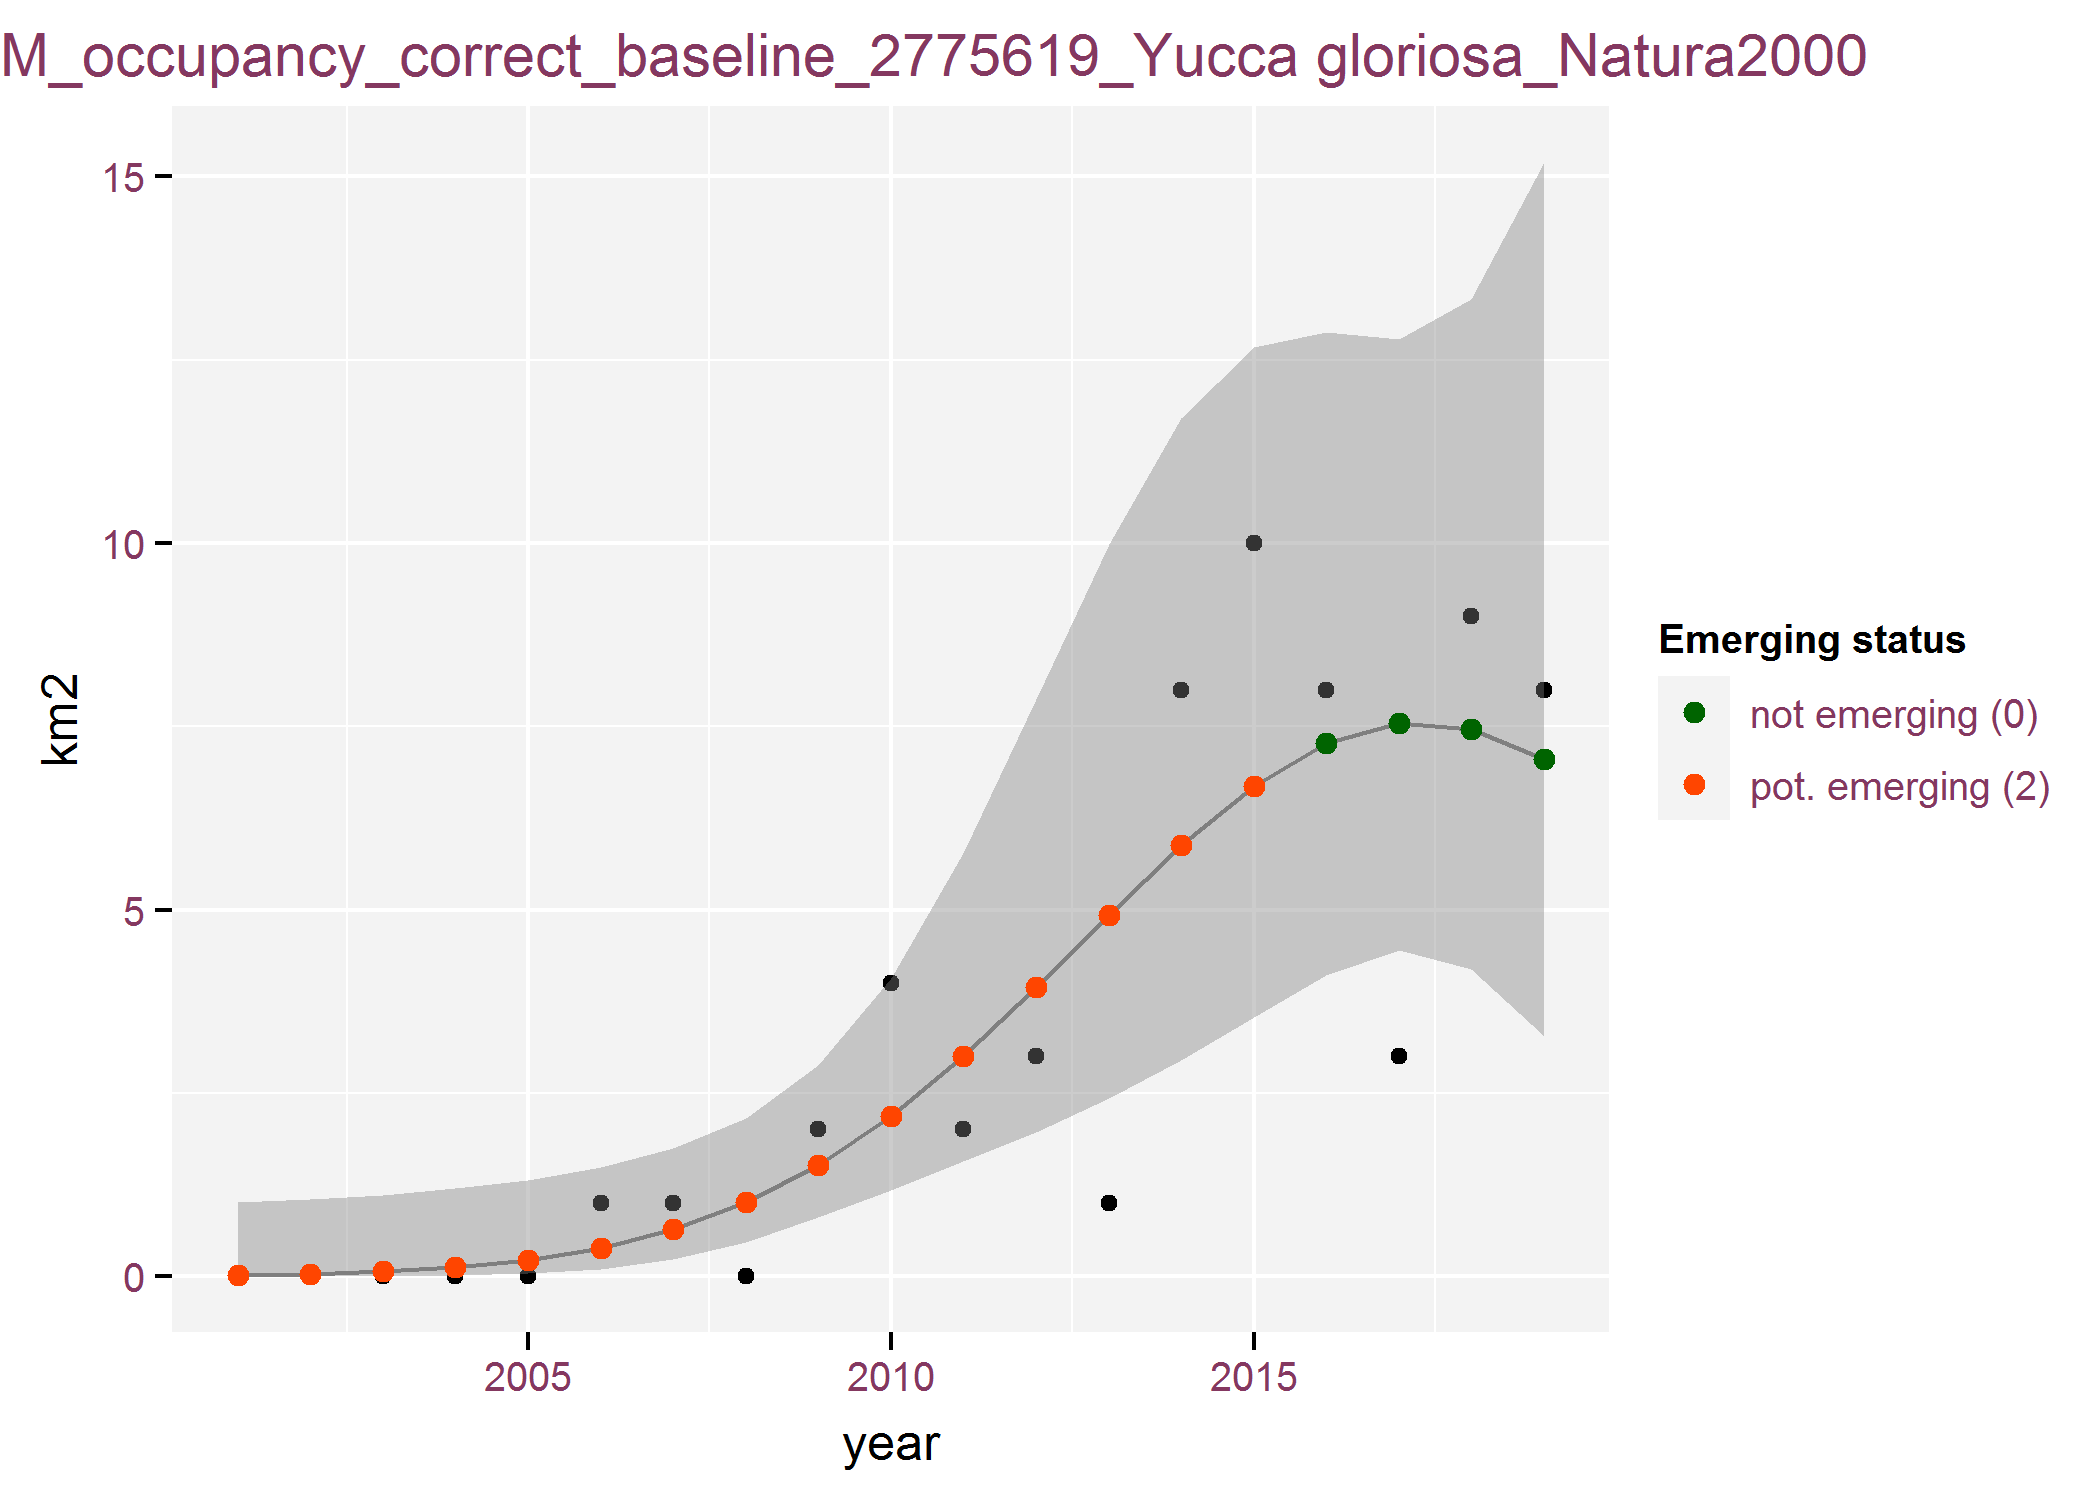 M_occupancy_correct_baseline_2775619_Yucca gloriosa_Natura2000
15
10
5
0
km2
2005
2010
2015
year
Emerging status
not emerging (0)
pot. emerging (2)